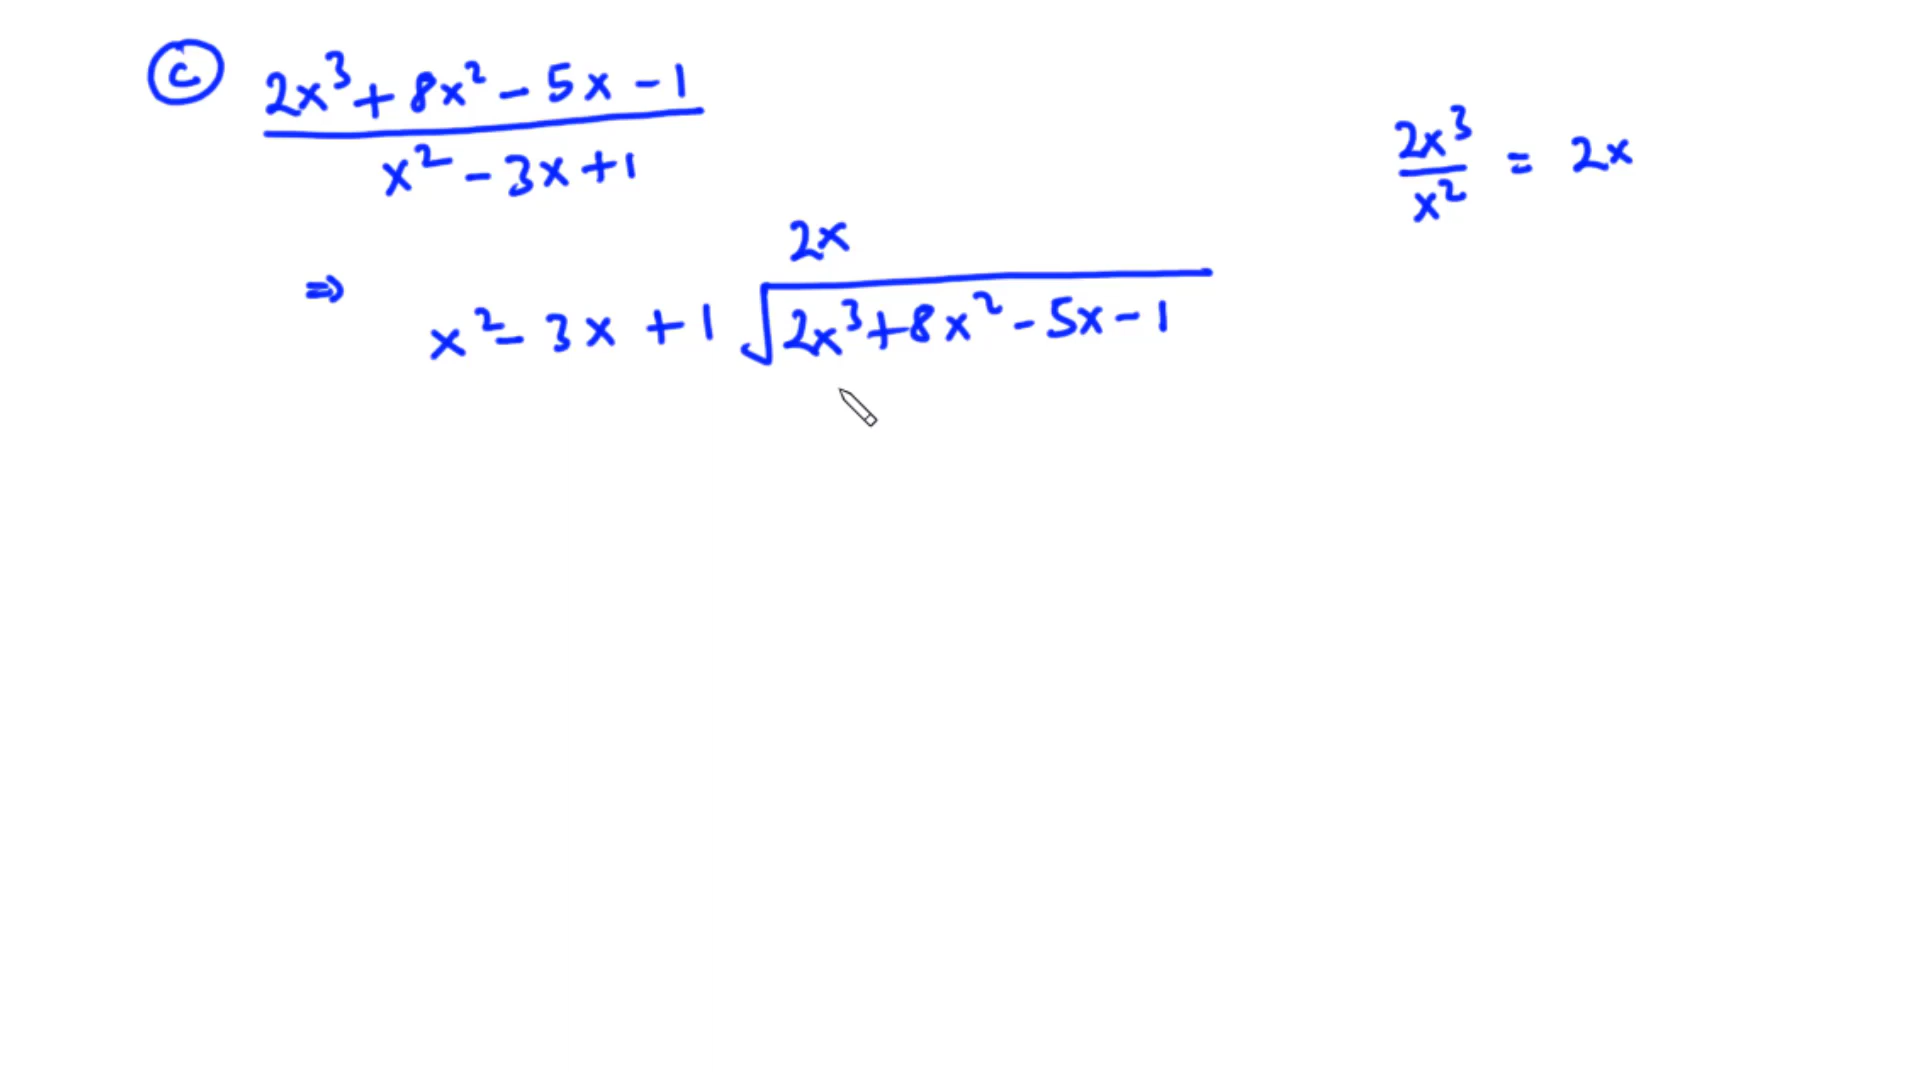 c 2x³ + 8x² - 5x - 1
x² - 3x + 1
2x³
x² = 2x
⇒ 2x
x² - 3x + 1 √2x³ + 8x² - 5x - 1